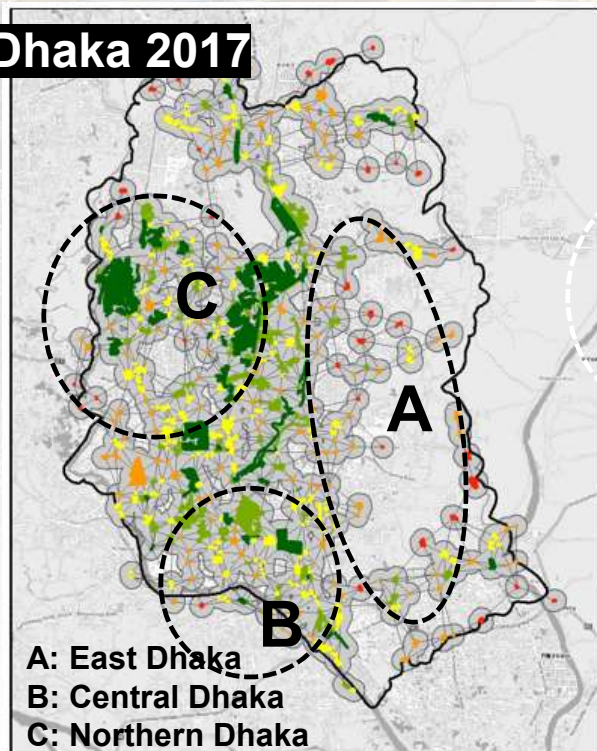 Dhaka 2017
C
A
B
A: East Dhaka
B: Central Dhaka
C: Northern Dhaka